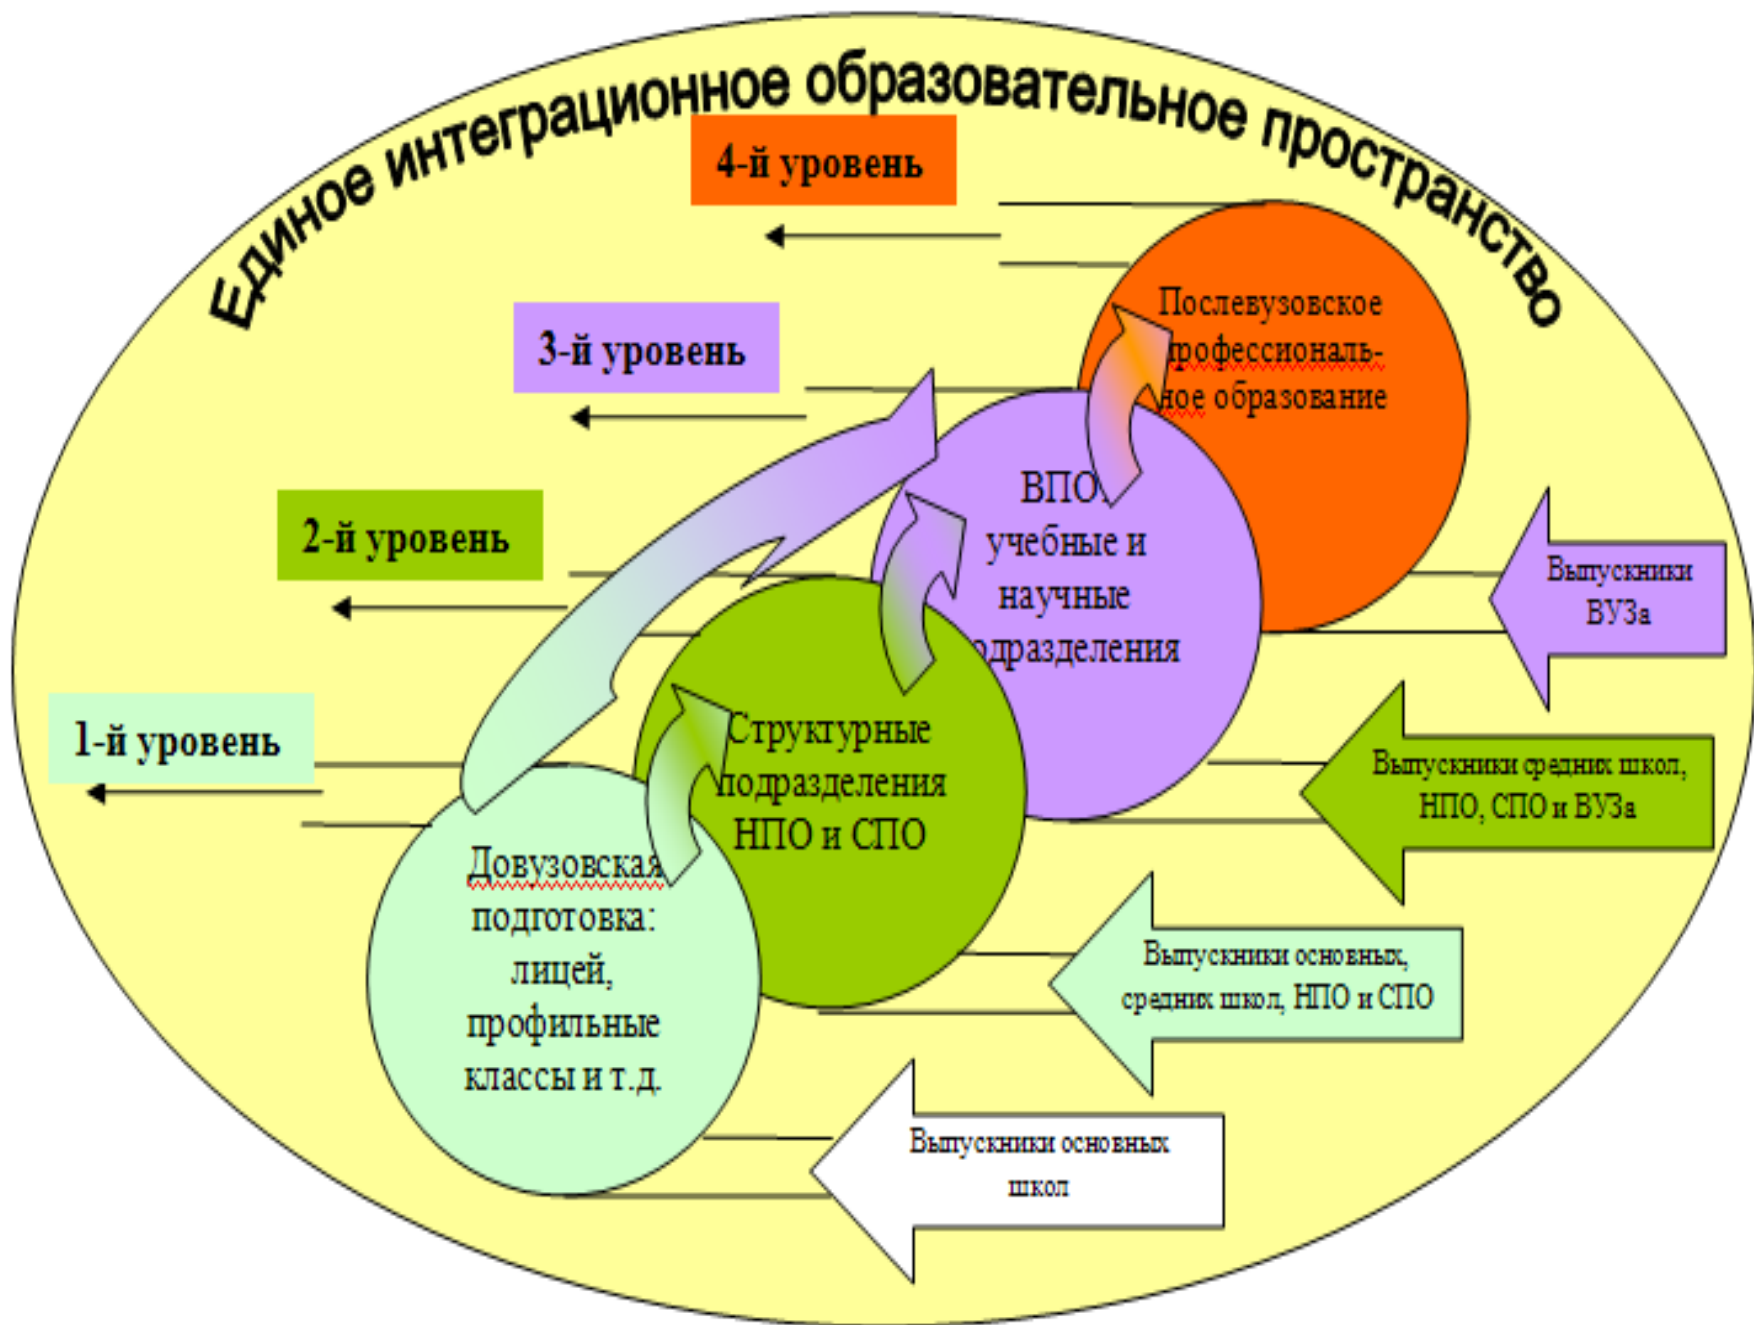 Единое интеграционное образовательное пространство
4-й уровень
Послевузовское
профессиональ-
ное образование
3-й уровень
ВПО:
учебные и
научные
подразделения
2-й уровень
Выпускники
ВУЗа
Структурные
подразделения
НПО и СПО
1-й уровень
Выпускники средних школ,
НПО, СПО и ВУЗа
Довузовская
подготовка:
лицей,
профильные
классы и т.д.
Выпускники основных,
средних школ, НПО и СПО
Выпускники основных
школ